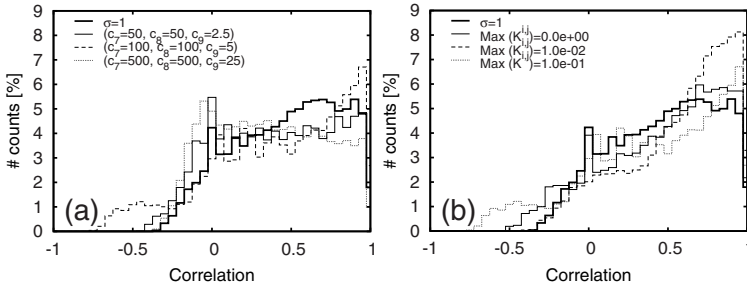 σ=1
(c7=50, c8=50, c9=2.5)
(c7=100, c8=100, c9=5)
(c7=500, c8=500, c9=25)
# counts [%]
9
8
7
6
5
4
3
2
1
0
(a)
-1 -0.5 0 0.5 1
Correlation
σ=1
Max (K^{i,j})=0.0e+00
Max (K^{i,j})=1.0e-02
Max (K^{i,j})=1.0e-01
# counts [%]
9
8
7
6
5
4
3
2
1
0
(b)
-1 -0.5 0 0.5 1
Correlation